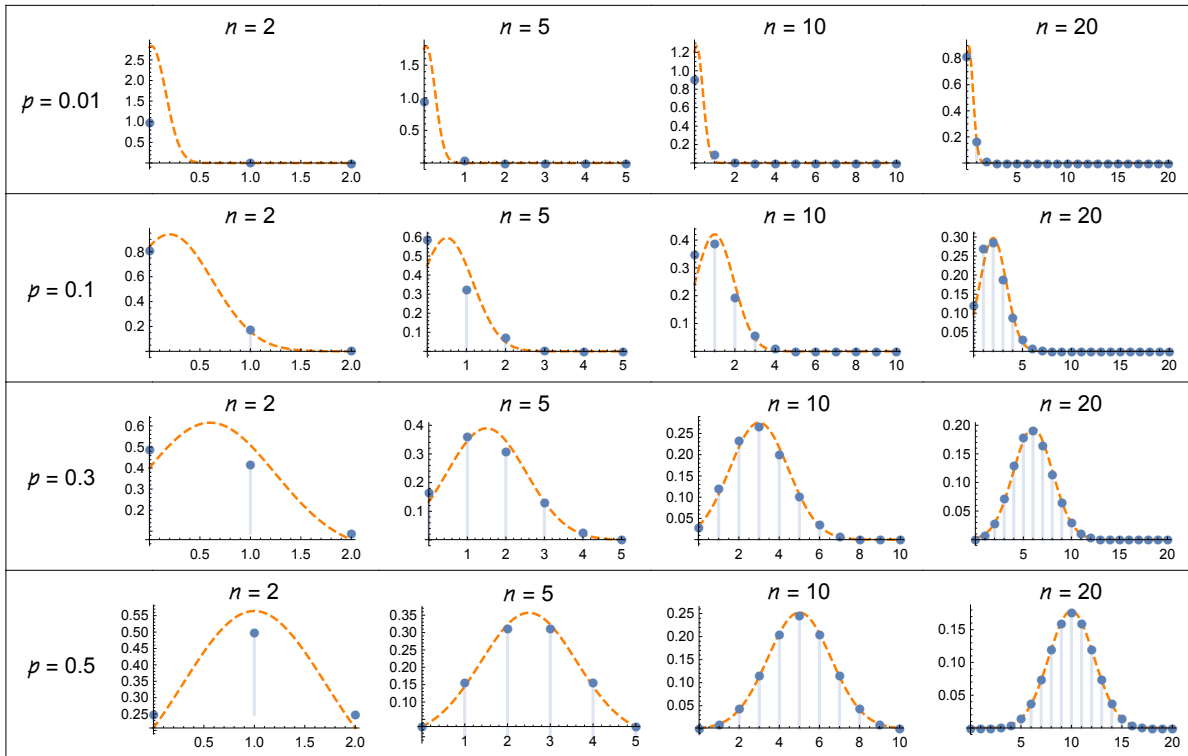 n = 2 n = 5 n = 10 n = 20
p = 0.01
2.5 2.0 1.5 1.0 0.5
0.5 1.0 1.5 2.0
1.5 1.0 0.5
1 2 3 4 5
1.2 1.0 0.8 0.6 0.4 0.2
2 4 6 8 10
0.8 0.6 0.4 0.2
5 10 15 20
n = 2 n = 5 n = 10 n = 20
p = 0.1
0.8 0.6 0.4 0.2
0.5 1.0 1.5 2.0
0.6 0.5 0.4 0.3 0.2 0.1
1 2 3 4 5
0.4 0.3 0.2 0.1
2 4 6 8 10
0.30 0.25 0.20 0.15 0.10 0.05
5 10 15 20
n = 2 n = 5 n = 10 n = 20
p = 0.3
0.6 0.5 0.4 0.3 0.2
0.5 1.0 1.5 2.0
0.4 0.3 0.2 0.1
1 2 3 4 5
0.25 0.20 0.15 0.10 0.05
2 4 6 8 10
0.20 0.15 0.10 0.05
5 10 15 20
n = 2 n = 5 n = 10 n = 20
p = 0.5
0.55 0.50 0.45 0.40 0.35 0.30 0.25
0.5 1.0 1.5 2.0
0.35 0.30 0.25 0.20 0.15 0.10
1 2 3 4 5
0.25 0.20 0.15 0.10 0.05
2 4 6 8 10
0.15 0.10 0.05
5 10 15 20